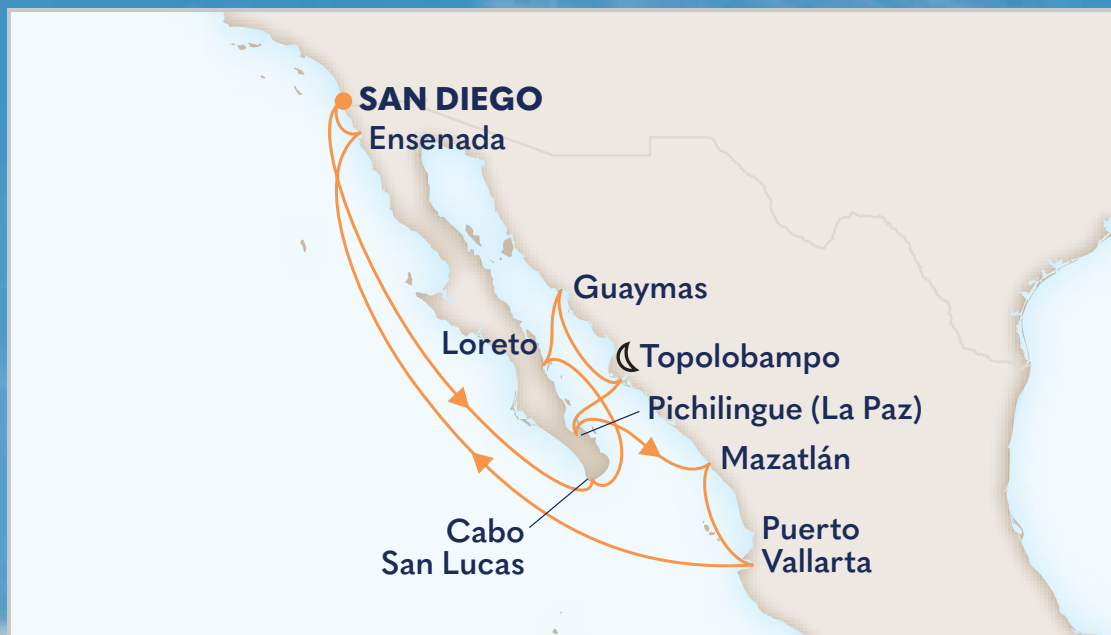 SAN DIEGO
Ensenada
Guaymas
Loreto
Topolobampo
Pichilingue (La Paz)
Mazatlán
Cabo
San Lucas
Puerto
Vallarta